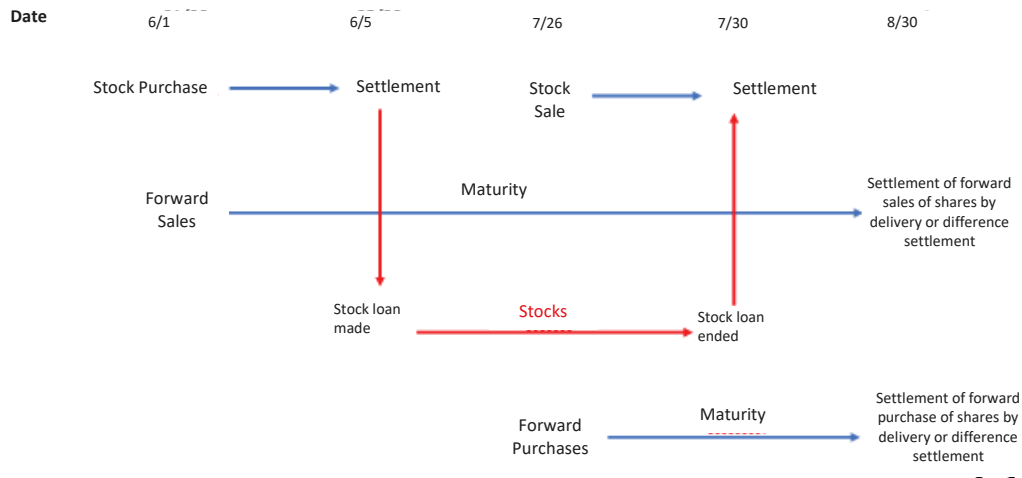 Date
6/1
6/5
7/26
7/30
8/30
Stock Purchase
Settlement
Stock
Sale
Settlement
Forward
Sales
Maturity
Settlement of forward
sales of shares by
delivery or difference
settlement
Stock loan
made
Stocks
Stock loan
ended
Forward
Purchases
Maturity
Settlement of forward
purchase of shares by
delivery or difference
settlement